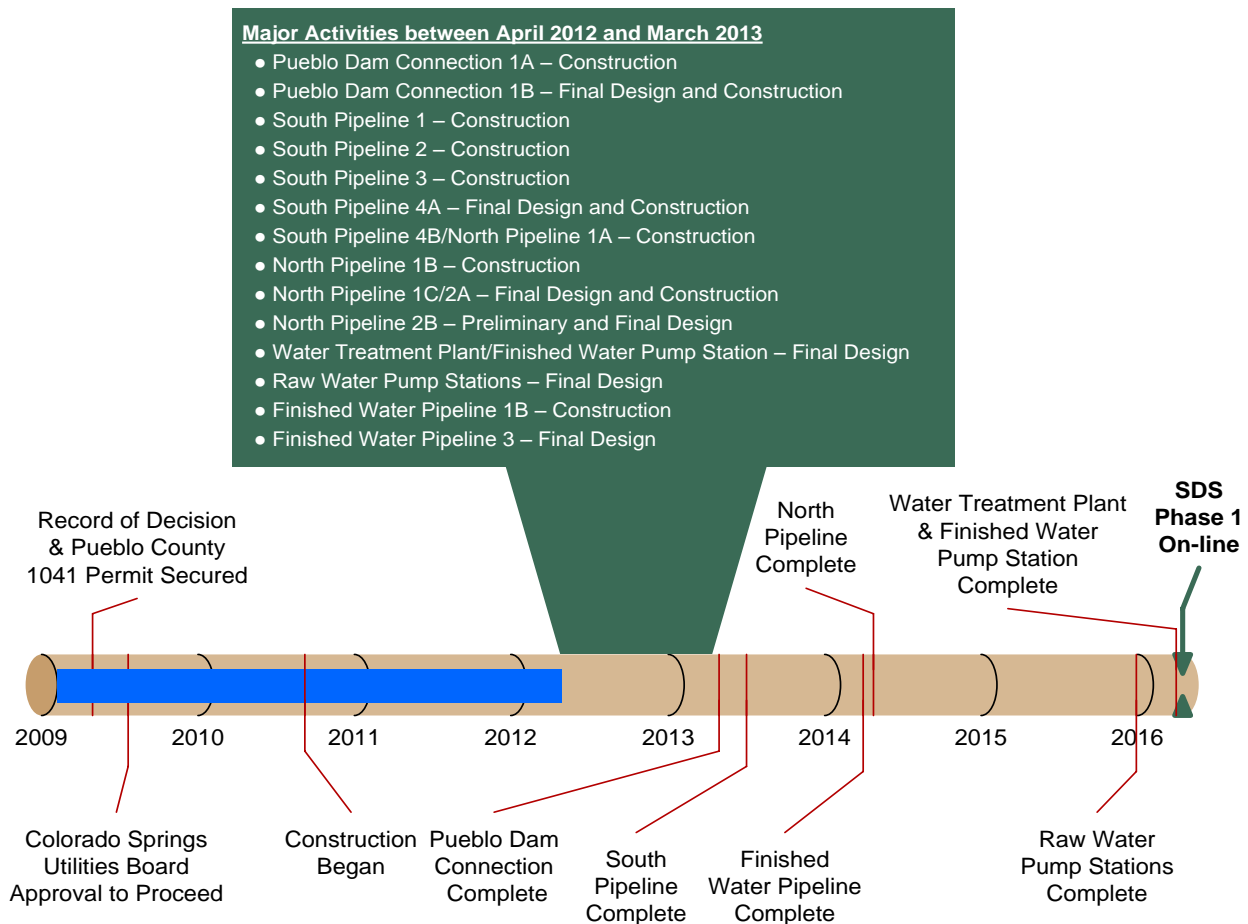 Major Activities between April 2012 and March 2013
● Pueblo Dam Connection 1A – Construction
● Pueblo Dam Connection 1B – Final Design and Construction
● South Pipeline 1 – Construction
● South Pipeline 2 – Construction
● South Pipeline 3 – Construction
● South Pipeline 4A – Final Design and Construction
● South Pipeline 4B/North Pipeline 1A – Construction
● North Pipeline 1B – Construction
● North Pipeline 1C/2A – Final Design and Construction
● North Pipeline 2B – Preliminary and Final Design
● Water Treatment Plant/Finished Water Pump Station – Final Design
● Raw Water Pump Stations – Final Design
● Finished Water Pipeline 1B – Construction
● Finished Water Pipeline 3 – Final Design
Record of Decision
& Pueblo County
1041 Permit Secured
North
Pipeline
Complete
Water Treatment Plant
& Finished Water
Pump Station
Complete
SDS
Phase 1
On-line
2009
2010
2011
2012
2013
2014
2015
2016
Colorado Springs
Utilities Board
Approval to Proceed
Construction
Began
Pueblo Dam
Connection
Complete
South
Pipeline
Complete
Finished
Water Pipeline
Complete
Raw Water
Pump Stations
Complete